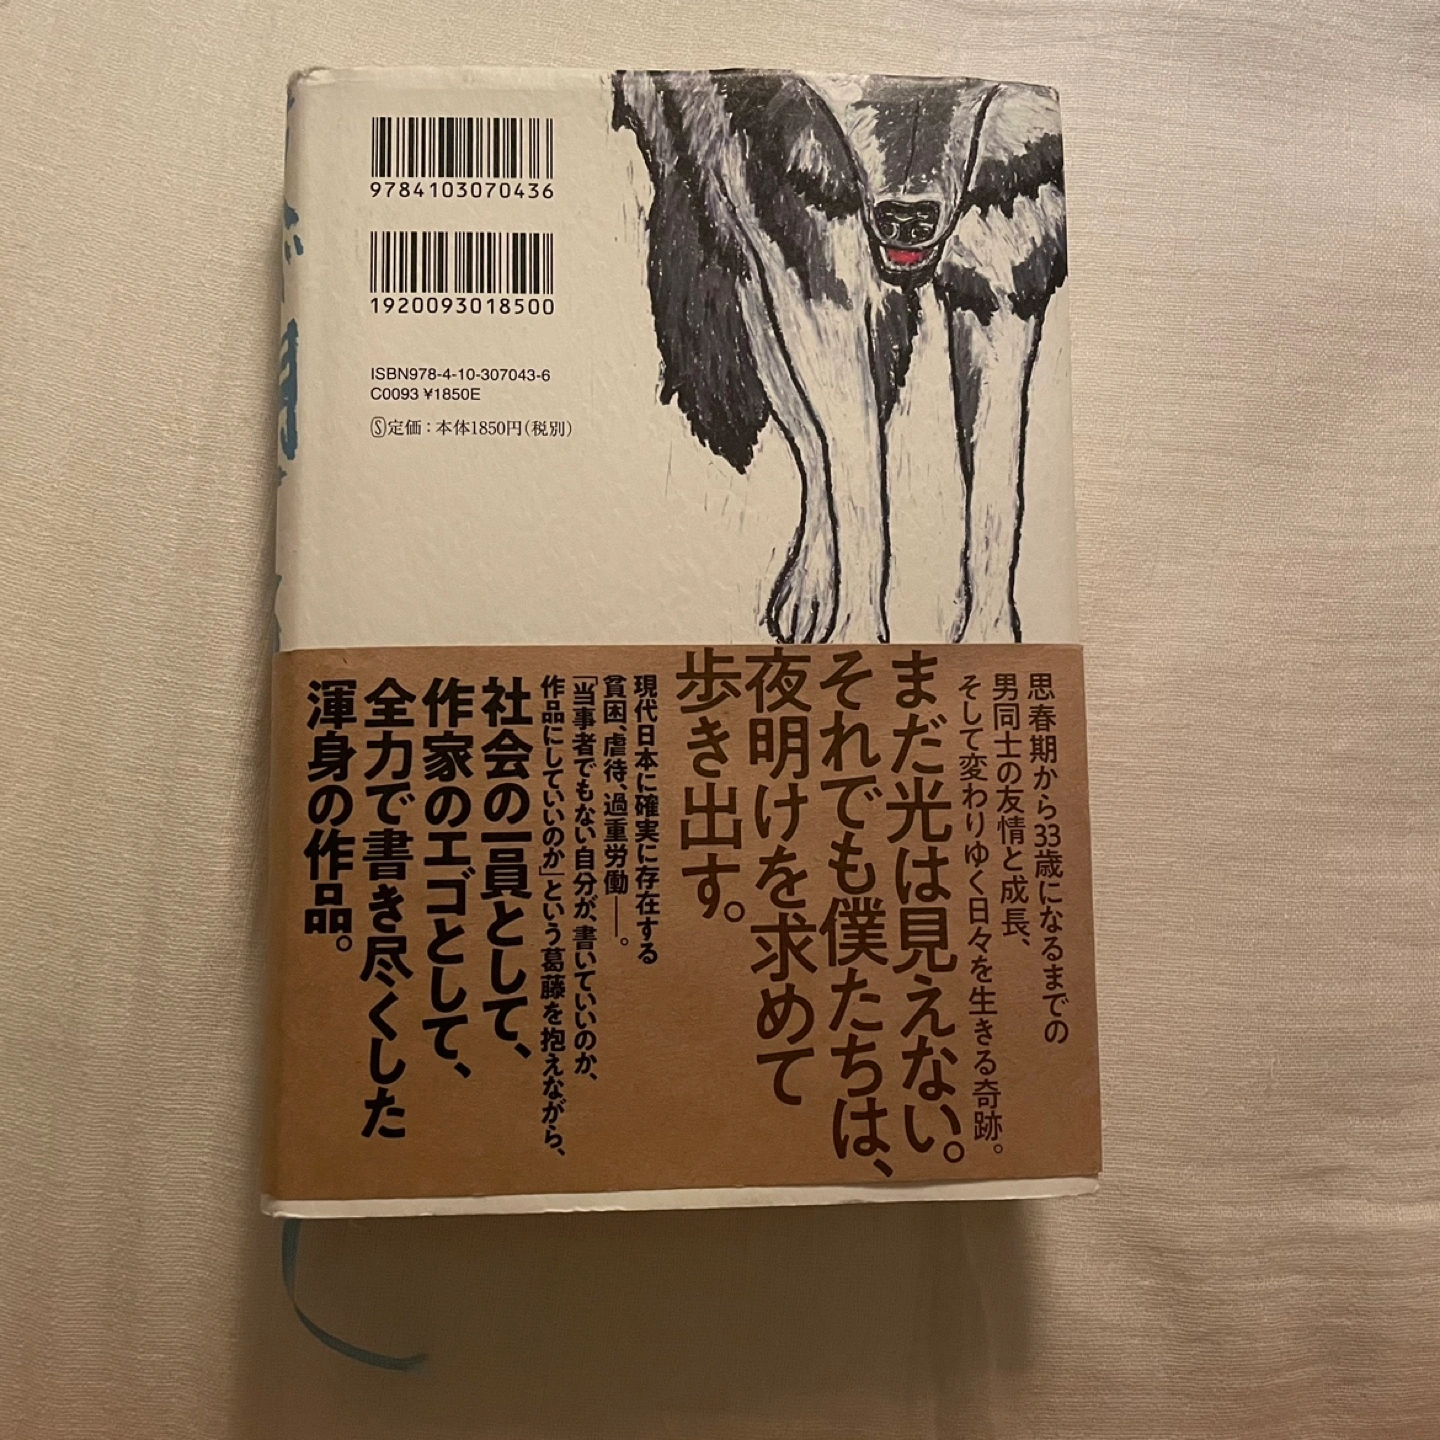 9784103070436
1920093018500
ISBN978-4-10-307043-6
C0093 ¥1850E
Ⓢ定価：本体1850円(税別)
思春期から33歳になるまでの
男同士の友情と成長、
そして変わりゆく日々を生きる奇跡。
まだ光は見えない。
それでも僕たちは、
夜明けを求めて
歩き出す。
現代日本に確実に存在する
貧困、虐待、過重労働――。
「当事者でもない自分が、書いていいのか、
作品にしていいのか」という葛藤を抱えながら、
社会の一員として、
作家のエゴとして、
全力で書き尽くした
渾身の作品。